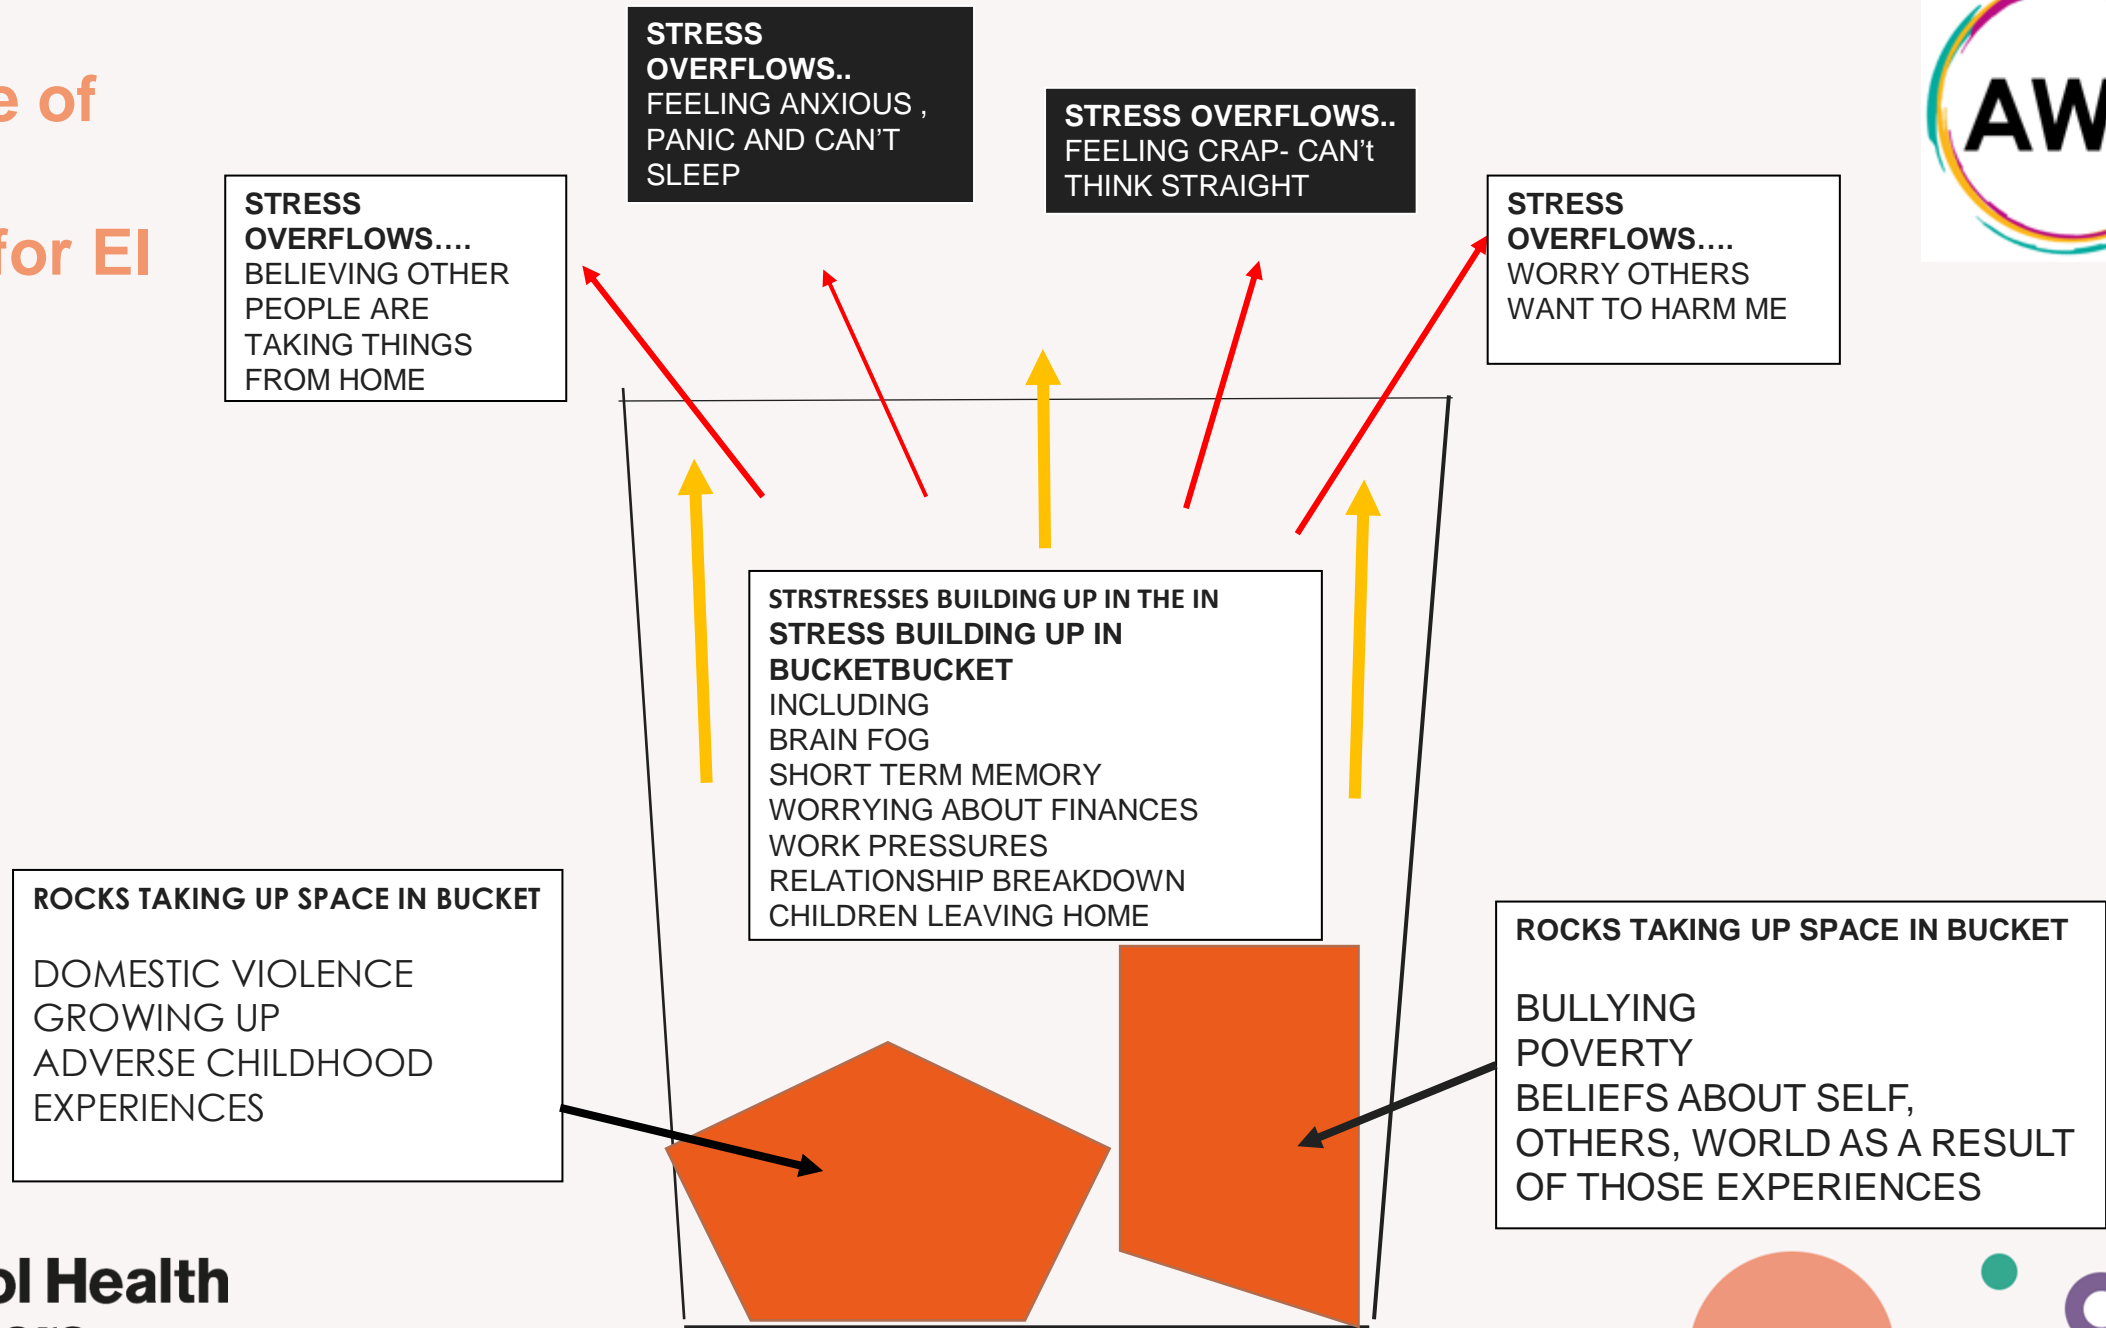 e of
for EI
STRESS
OVERFLOWS....
BELIEVING OTHER
PEOPLE ARE
TAKING THINGS
FROM HOME
STRESS
OVERFLOWS..
FEELING ANXIOUS ,
PANIC AND CAN'T
SLEEP
STRESS OVERFLOWS..
FEELING CRAP- CAN't
THINK STRAIGHT
STRESS
OVERFLOWS....
WORRY OTHERS
WANT TO HARM ME
AW
STRSTRESSES BUILDING UP IN THE IN
STRESS BUILDING UP IN
BUCKETBUCKET
INCLUDING
BRAIN FOG
SHORT TERM MEMORY
WORRYING ABOUT FINANCES
WORK PRESSURES
RELATIONSHIP BREAKDOWN
CHILDREN LEAVING HOME
ROCKS TAKING UP SPACE IN BUCKET
DOMESTIC VIOLENCE
GROWING UP
ADVERSE CHILDHOOD
EXPERIENCES
ROCKS TAKING UP SPACE IN BUCKET
BULLYING
POVERTY
BELIEFS ABOUT SELF,
OTHERS, WORLD AS A RESULT
OF THOSE EXPERIENCES
ol Health